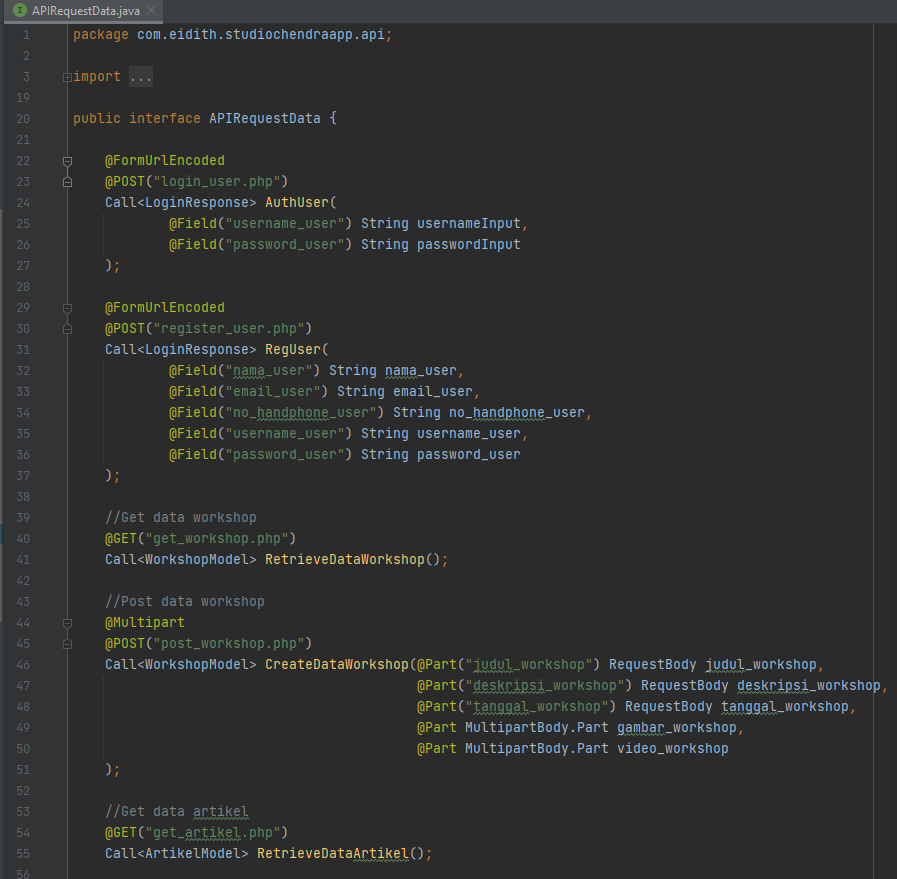 APIRequestData.java
1 package com.eidith.studiochendraapp.api;
2
3 import ...
19
20 public interface APIRequestData {
21
22 @FormUrlEncoded
23 @POST("login_user.php")
24 Call<LoginResponse> AuthUser(
25 @Field("username_user") String usernameInput,
26 @Field("password_user") String passwordInput
27 );
28
29 @FormUrlEncoded
30 @POST("register_user.php")
31 Call<LoginResponse> RegUser(
32 @Field("nama_user") String nama_user,
33 @Field("email_user") String email_user,
34 @Field("no_handphone_user") String no_handphone_user,
35 @Field("username_user") String username_user,
36 @Field("password_user") String password_user
37 );
38
39 //Get data workshop
40 @GET("get_workshop.php")
41 Call<WorkshopModel> RetrieveDataWorkshop();
42
43 //Post data workshop
44 @Multipart
45 @POST("post_workshop.php")
46 Call<WorkshopModel> CreateDataWorkshop(@Part("judul_workshop") RequestBody judul_workshop,
47 @Part("deskripsi_workshop") RequestBody deskripsi_workshop,
48 @Part("tanggal_workshop") RequestBody tanggal_workshop,
49 @Part MultipartBody.Part gambar_workshop,
50 @Part MultipartBody.Part video_workshop
51 );
52
53 //Get data artikel
54 @GET("get_artikel.php")
55 Call<ArtikelModel> RetrieveDataArtikel();
56